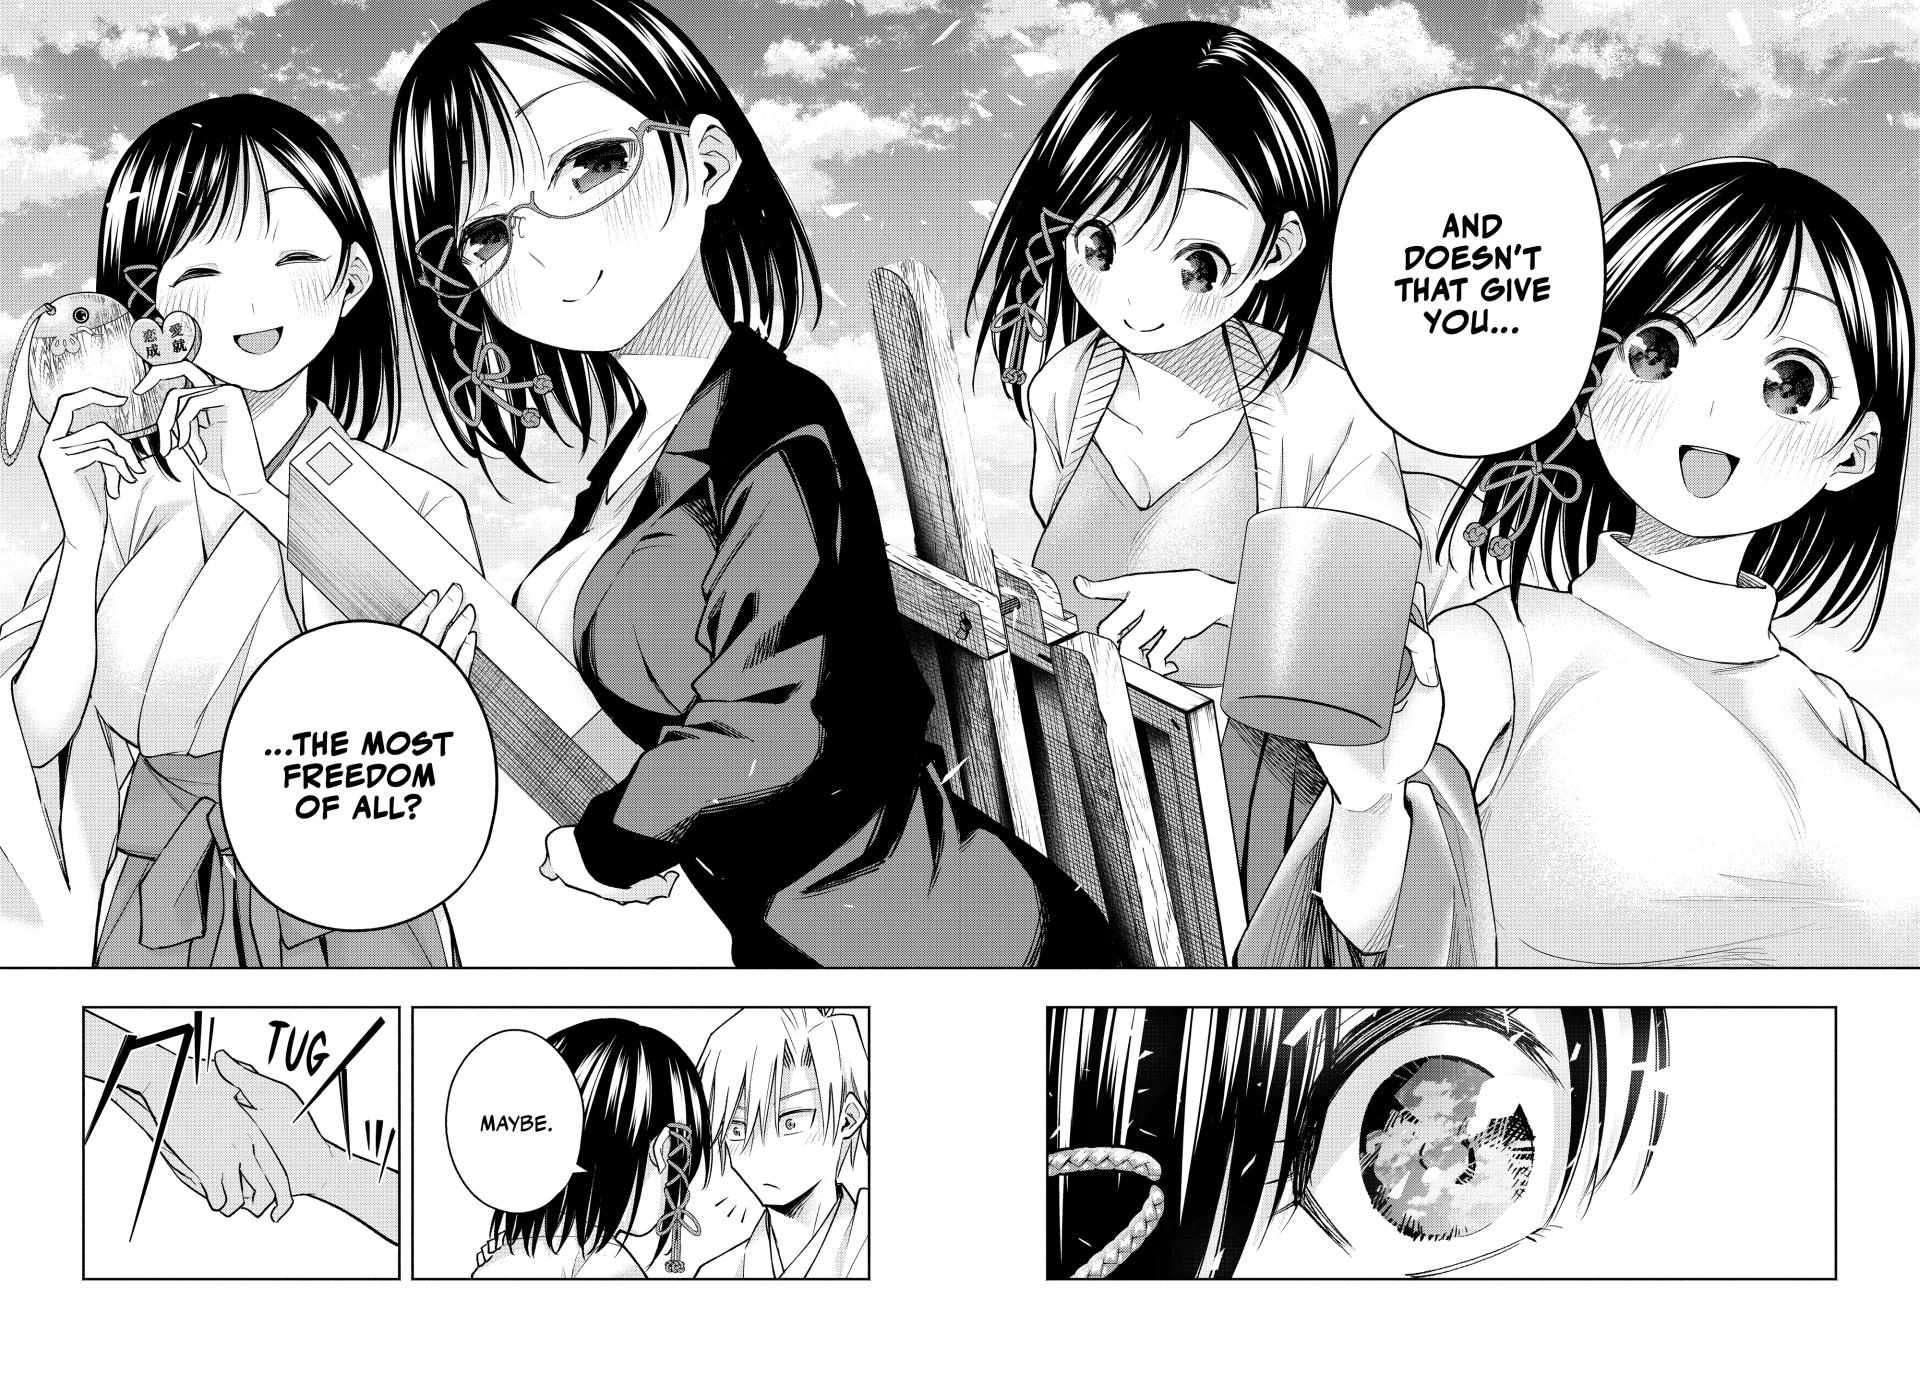 AND
DOESN'T
THAT GIVE
YOU...
...THE MOST
FREEDOM
OF ALL?
愛就
恋成
MAYBE.
TUG